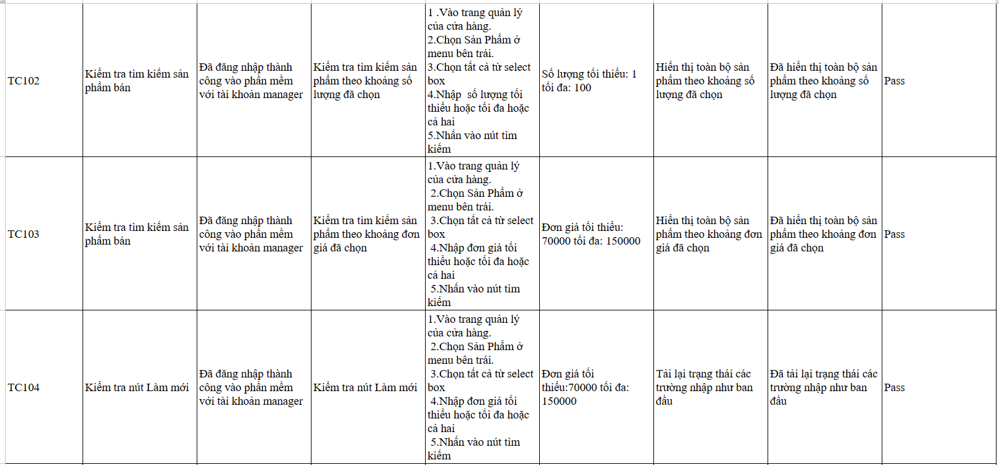 TC102
Kiểm tra tìm kiếm sản
phẩm bán
Đã đăng nhập thành
công vào phần mềm
với tài khoản manager
Kiểm tra tìm kiếm sản
phẩm theo khoảng số
lượng đã chọn
1 .Vào trang quản lý
của cửa hàng.
2.Chọn Sản Phẩm ở
menu bên trái.
3.Chọn tất cả từ select
box
4.Nhập  số lượng tối
thiểu hoặc tối đa hoặc
cả hai
5.Nhấn vào nút tìm
kiếm
Số lượng tối thiểu: 1
tối đa: 100
Hiển thị toàn bộ sản
phẩm theo khoảng số
lượng đã chọn
Đã hiển thị toàn bộ sản
phẩm theo khoảng số
lượng đã chọn
Pass
TC103
Kiểm tra tìm kiếm sản
phẩm bán
Đã đăng nhập thành
công vào phần mềm
với tài khoản manager
Kiểm tra tìm kiếm sản
phẩm theo khoảng đơn
giá đã chọn
1.Vào trang quản lý
của cửa hàng.
2.Chọn Sản Phẩm ở
menu bên trái.
3.Chọn tất cả từ select
box
4.Nhập đơn giá tối
thiểu hoặc tối đa hoặc
cả hai
5.Nhấn vào nút tìm
kiếm
Đơn giá tối thiểu:
70000 tối đa: 150000
Hiển thị toàn bộ sản
phẩm theo khoảng đơn
giá đã chọn
Đã hiển thị toàn bộ sản
phẩm theo khoảng đơn
giá đã chọn
Pass
TC104
Kiểm tra nút Làm mới
Đã đăng nhập thành
công vào phần mềm
với tài khoản manager
Kiểm tra nút Làm mới
1.Vào trang quản lý
của cửa hàng.
2.Chọn Sản Phẩm ở
menu bên trái.
3.Chọn tất cả từ select
box
4.Nhập đơn giá tối
thiểu hoặc tối đa hoặc
cả hai
5.Nhấn vào nút tìm
kiếm
Đơn giá tối
thiểu:70000 tối đa:
150000
Tải lại trạng thái các
trường nhập như ban
đầu
Đã tải lại trạng thái các
trường nhập như ban
đầu
Pass